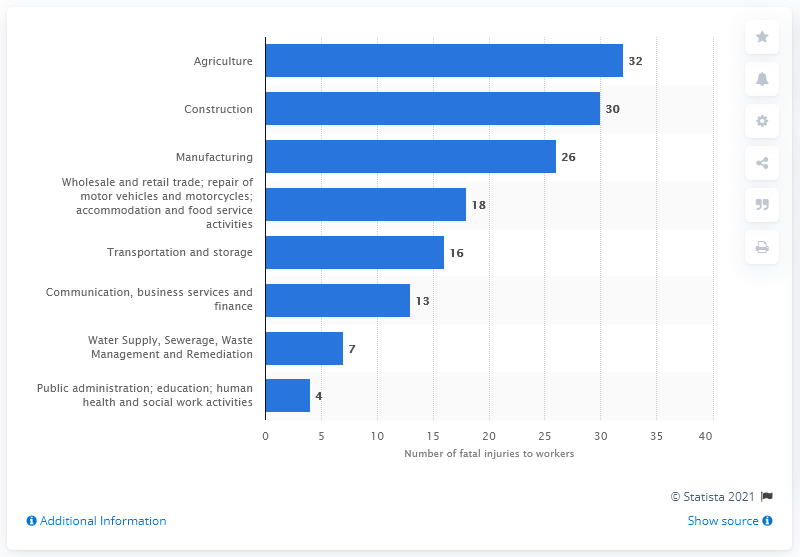 Agriculture
32
Construction
30
Manufacturing
26
Wholesale and retail trade; repair of
motor vehicles and motorcycles;
accommodation and food service
activities
18
Transportation and storage
16
Communication, business services and
finance
13
Water Supply, Sewerage, Waste
Management and Remediation
7
Public administration; education; human
health and social work activities
4
0 5 10 15 20 25 30 35 40
Number of fatal injuries to workers
© Statista 2021
Additional Information
Show source